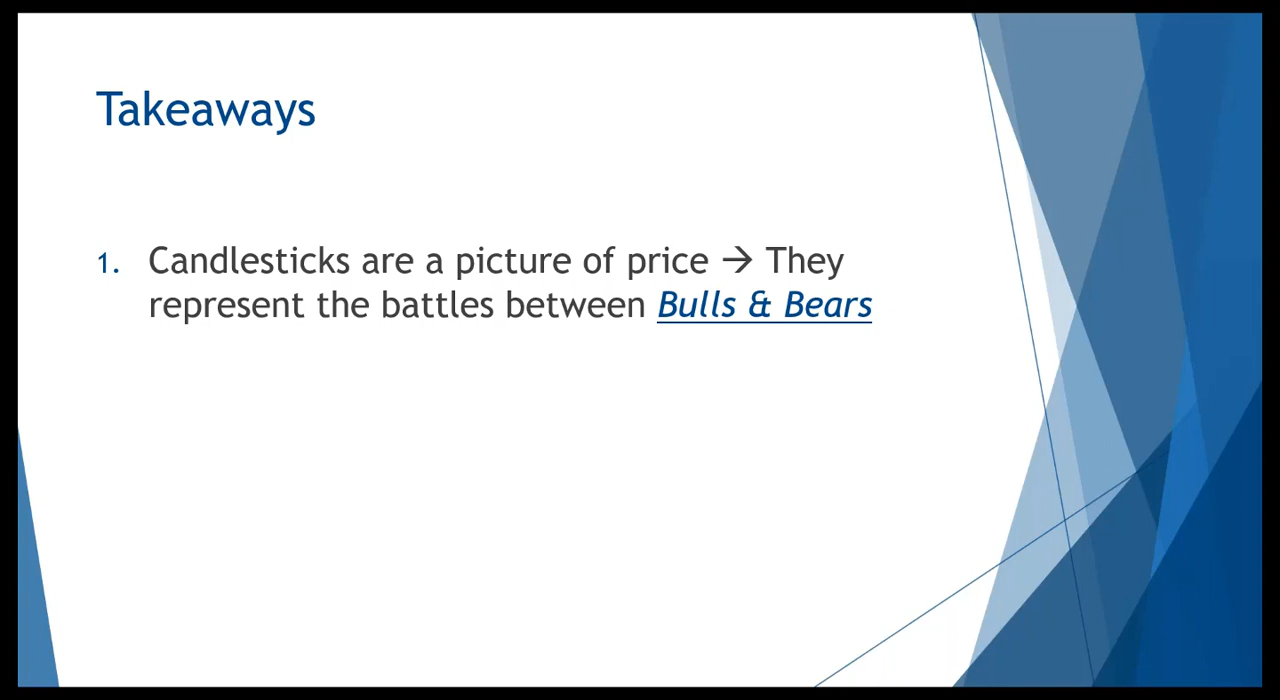 Takeaways
1. Candlesticks are a picture of price → They
represent the battles between Bulls & Bears